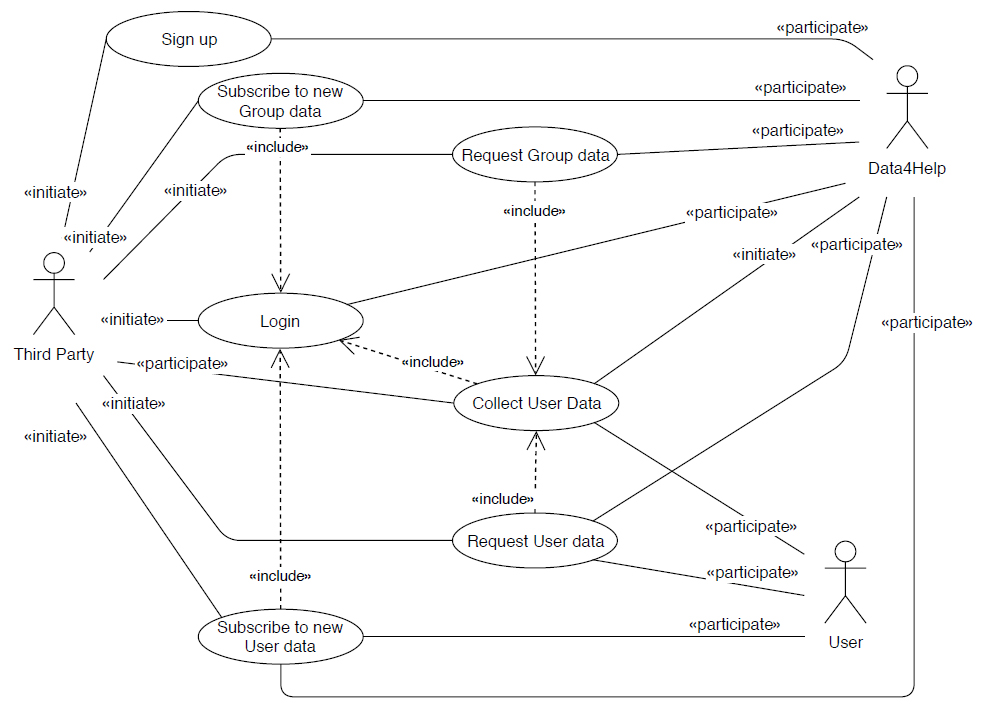 «participate»
Sign up
Subscribe to new
Group data
«participate»
«participate»
«include»
Request Group data
Data4Help
«initiate»
«initiate»
«include»
«participate»
«initiate»
«initiate»
«participate»
«initiate»
Login
«participate»
Third Party
«participate»
«include»
«initiate»
Collect User Data
«initiate»
«include»
«participate»
Request User data
«include»
«participate»
Subscribe to new
User data
«participate»
User